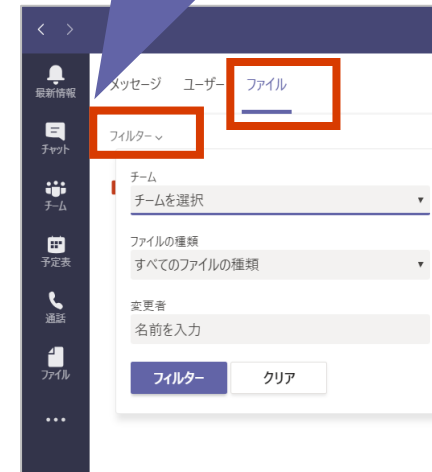 最新情報
チャット
チーム
予定表
通話
ファイル
メッセージ ユーザー ファイル
フィルター
チーム
チームを選択
ファイルの種類
すべてのファイルの種類
変更者
名前を入力
フィルター クリア